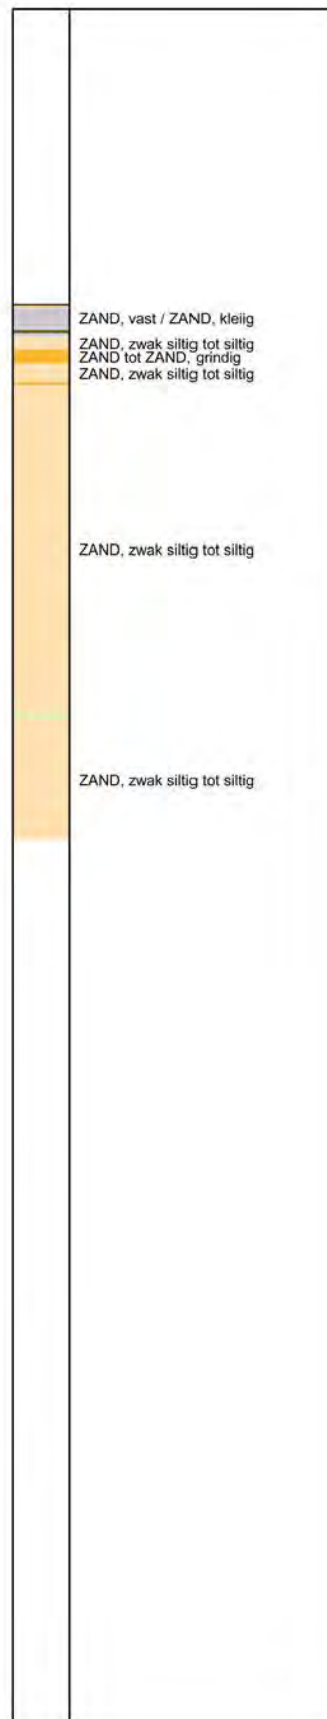 ZAND, vast / ZAND, kleiig
ZAND, zwak siltig tot siltig
ZAND tot ZAND, grindig
ZAND, zwak siltig tot siltig
ZAND, zwak siltig tot siltig
ZAND, zwak siltig tot siltig